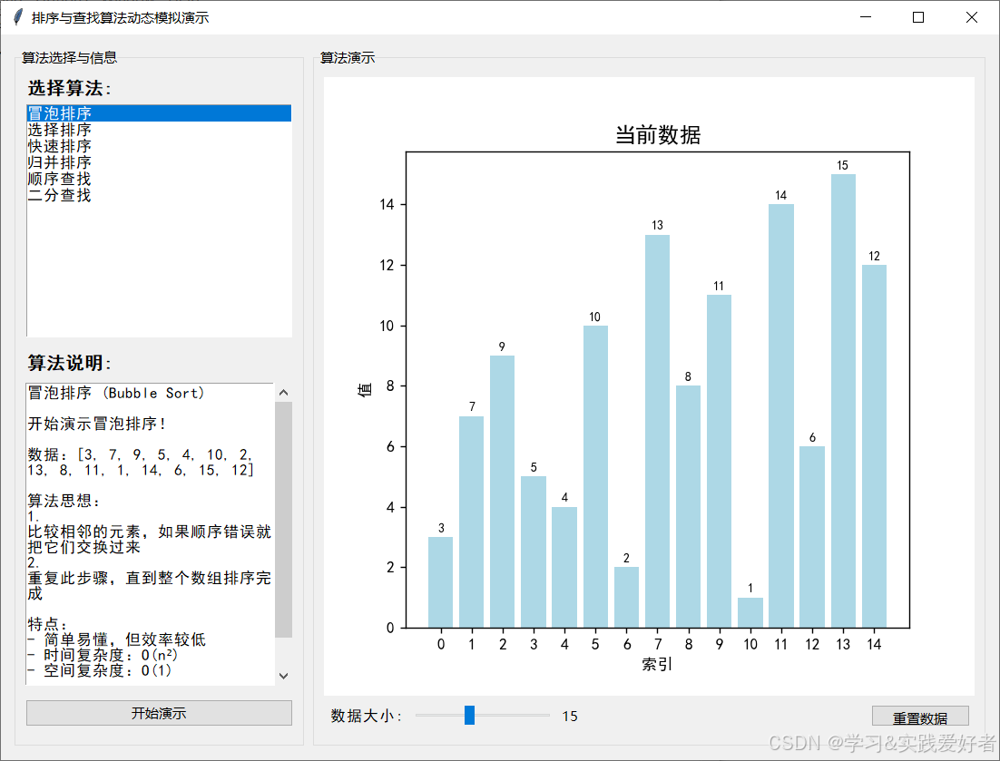 排序与查找算法动态模拟演示
算法选择与信息
选择算法：
冒泡排序
选择排序
快速排序
归并排序
顺序查找
二分查找
算法说明：
冒泡排序 (Bubble Sort)
开始演示冒泡排序！
数据：[3, 7, 9, 5, 4, 10, 2,
13, 8, 11, 1, 14, 6, 15, 12]
算法思想：
1.
比较相邻的元素，如果顺序错误就
把它们交换过来
2.
重复此步骤，直到整个数组排序完
成
特点：
- 简单易懂，但效率较低
- 时间复杂度：O(n²)
- 空间复杂度：O(1)
开始演示
算法演示
当前数据
值
14
12
10
8
6
4
2
0
3
7
9
5
4
10
2
13
8
11
1
14
6
15
12
0 1 2 3 4 5 6 7 8 9 10 11 12 13 14
索引
数据大小： 15
重置数据
CSDN @学习&实践爱好者